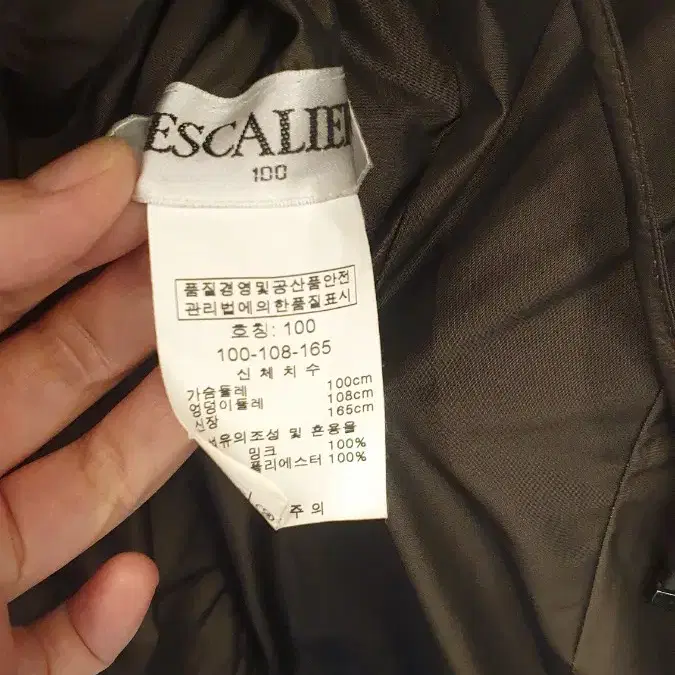 ESCALIE
100
품질경영및공산품안전
관리법에의한품질표시
호칭: 100
100-108-165
신체치수
가슴둘레 100cm
엉덩이둘레 108cm
신장 165cm
섬유의조성 및 혼용율
밍크 100%
폴리에스터 100%
주의